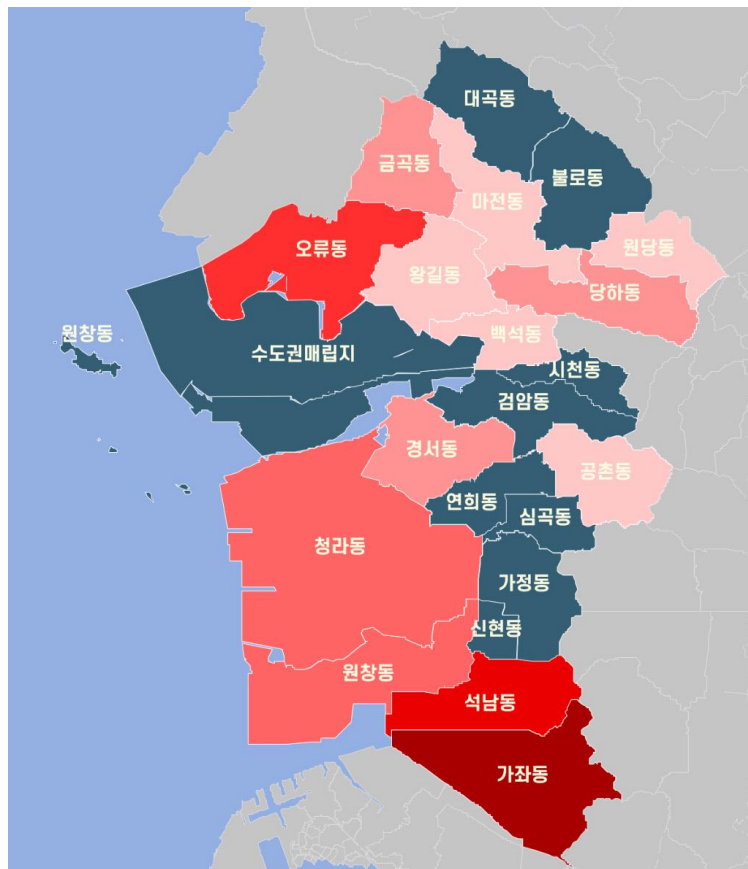 대곡동
금곡동
불로동
마전동
오류동
원당동
왕길동
당하동
원창동
백석동
수도권매립지
시천동
검암동
경서동
공촌동
연희동
심곡동
청라동
가정동
신현동
원창동
석남동
가좌동